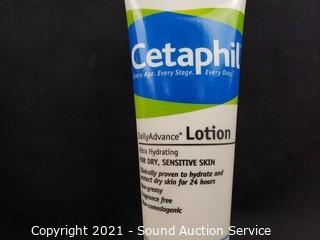 Cetaphil
Every Age. Every Stage. Every Day.
DailyAdvance® Lotion
Ultra Hydrating
FOR DRY, SENSITIVE SKIN
Clinically proven to hydrate and
protect dry skin for 24 hours
Non-greasy
Fragrance free
Non-comedogenic
Copyright 2021 - Sound Auction Service